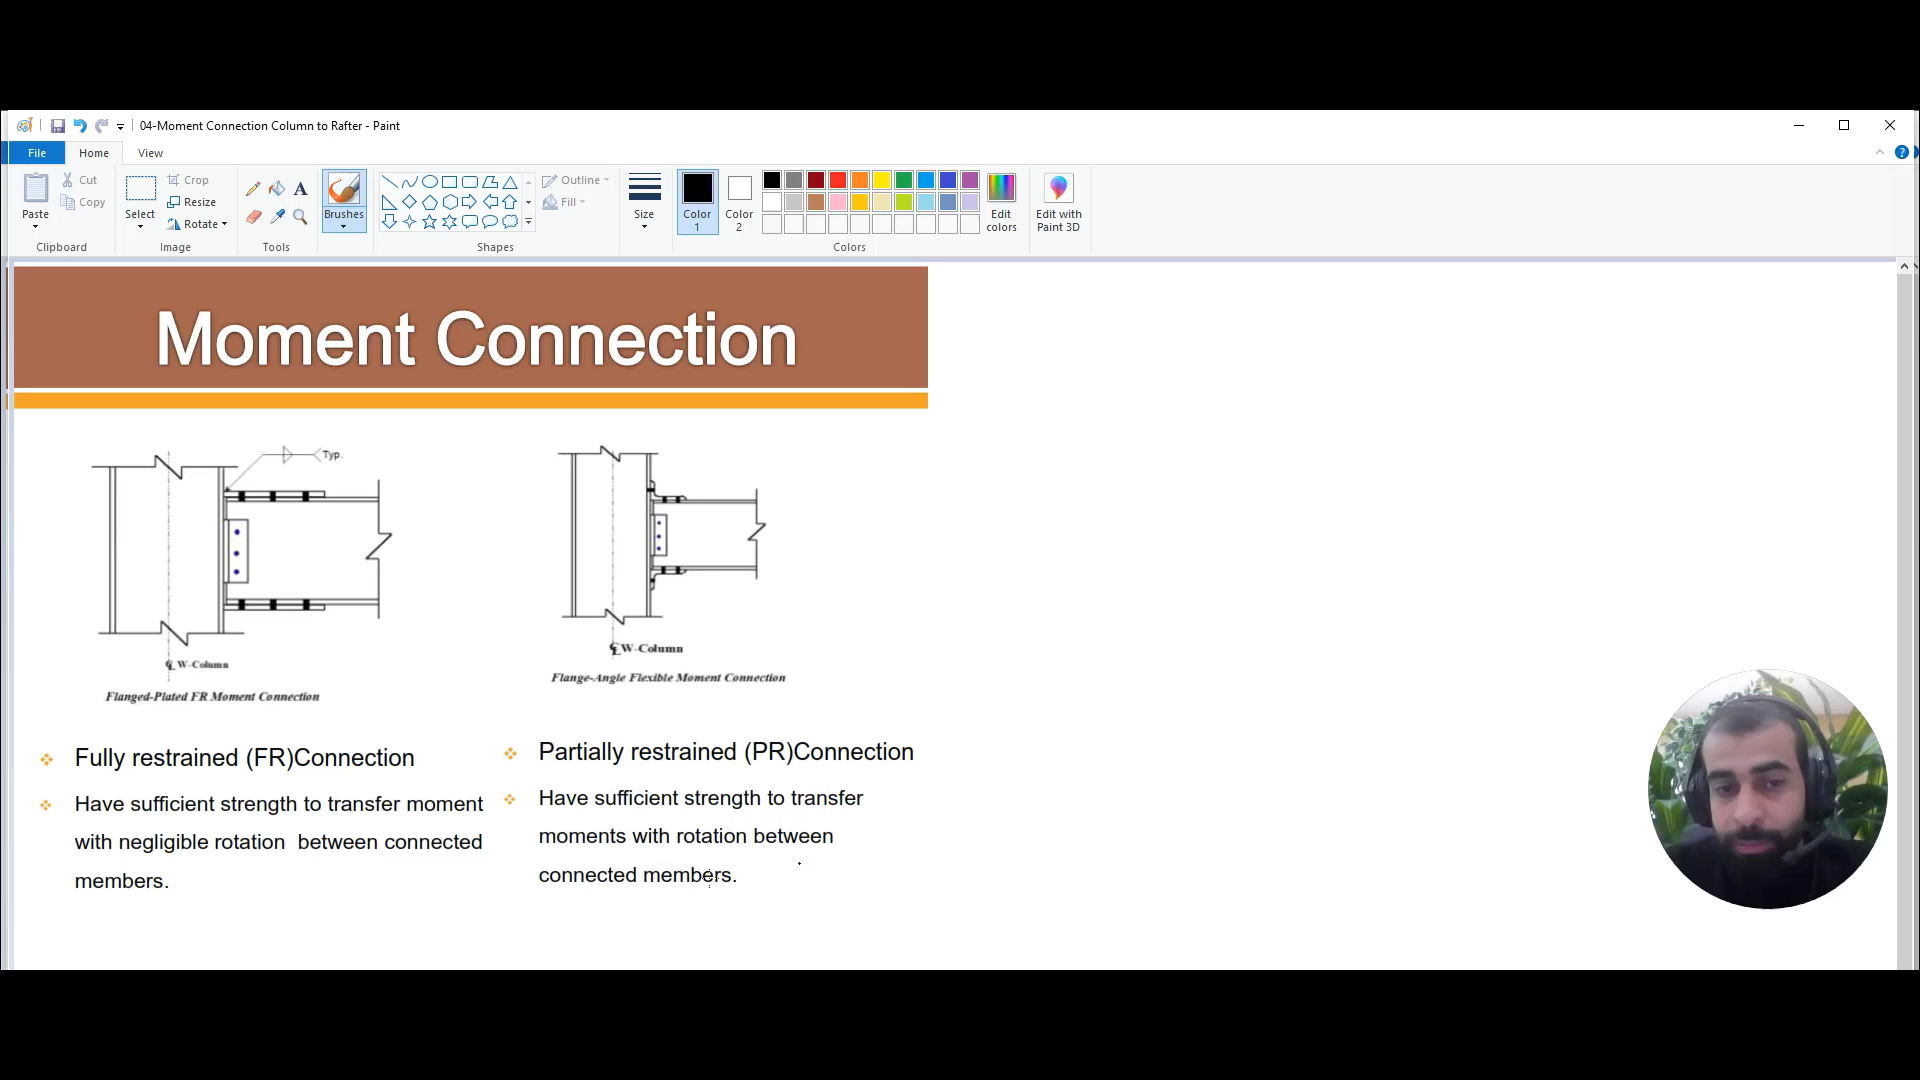 04-Moment Connection Column to Rafter - Paint
File
Home
View
Paste
Cut
Copy
Clipboard
Select
Crop
Resize
Rotate
Image
A
Tools
Brushes
Shapes
Outline
Fill
Size
Color
1
Color
2
Colors
Edit
colors
Edit with
Paint 3D
?
Moment Connection
Typ.
℄ W-Column
Flanged-Plated FR Moment Connection
℄ W-Column
Flange-Angle Flexible Moment Connection
Fully restrained (FR)Connection
Have sufficient strength to transfer moment
with negligible rotation between connected
members.
Partially restrained (PR)Connection
Have sufficient strength to transfer
moments with rotation between
connected members.